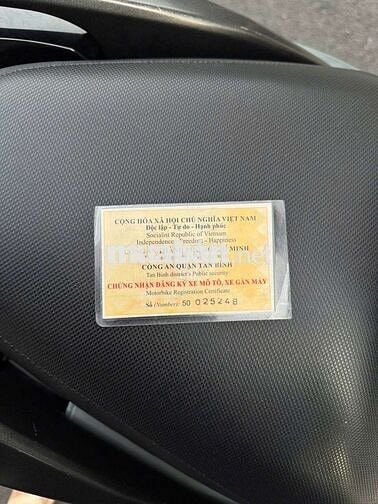 CỘNG HÒA XÃ HỘI CHỦ NGHĨA VIỆT NAM
Độc lập - Tự do - Hạnh phúc
Socialist Republic of Vietnam
Independence - Freedom - Happiness
MINH
CÔNG AN QUẬN TÂN BÌNH
Tan Binh district's Public security
CHỨNG NHẬN ĐĂNG KÝ XE MÔ TÔ, XE GẮN MÁY
Motorbike Registration Certificate
Số (Number): 50 025248